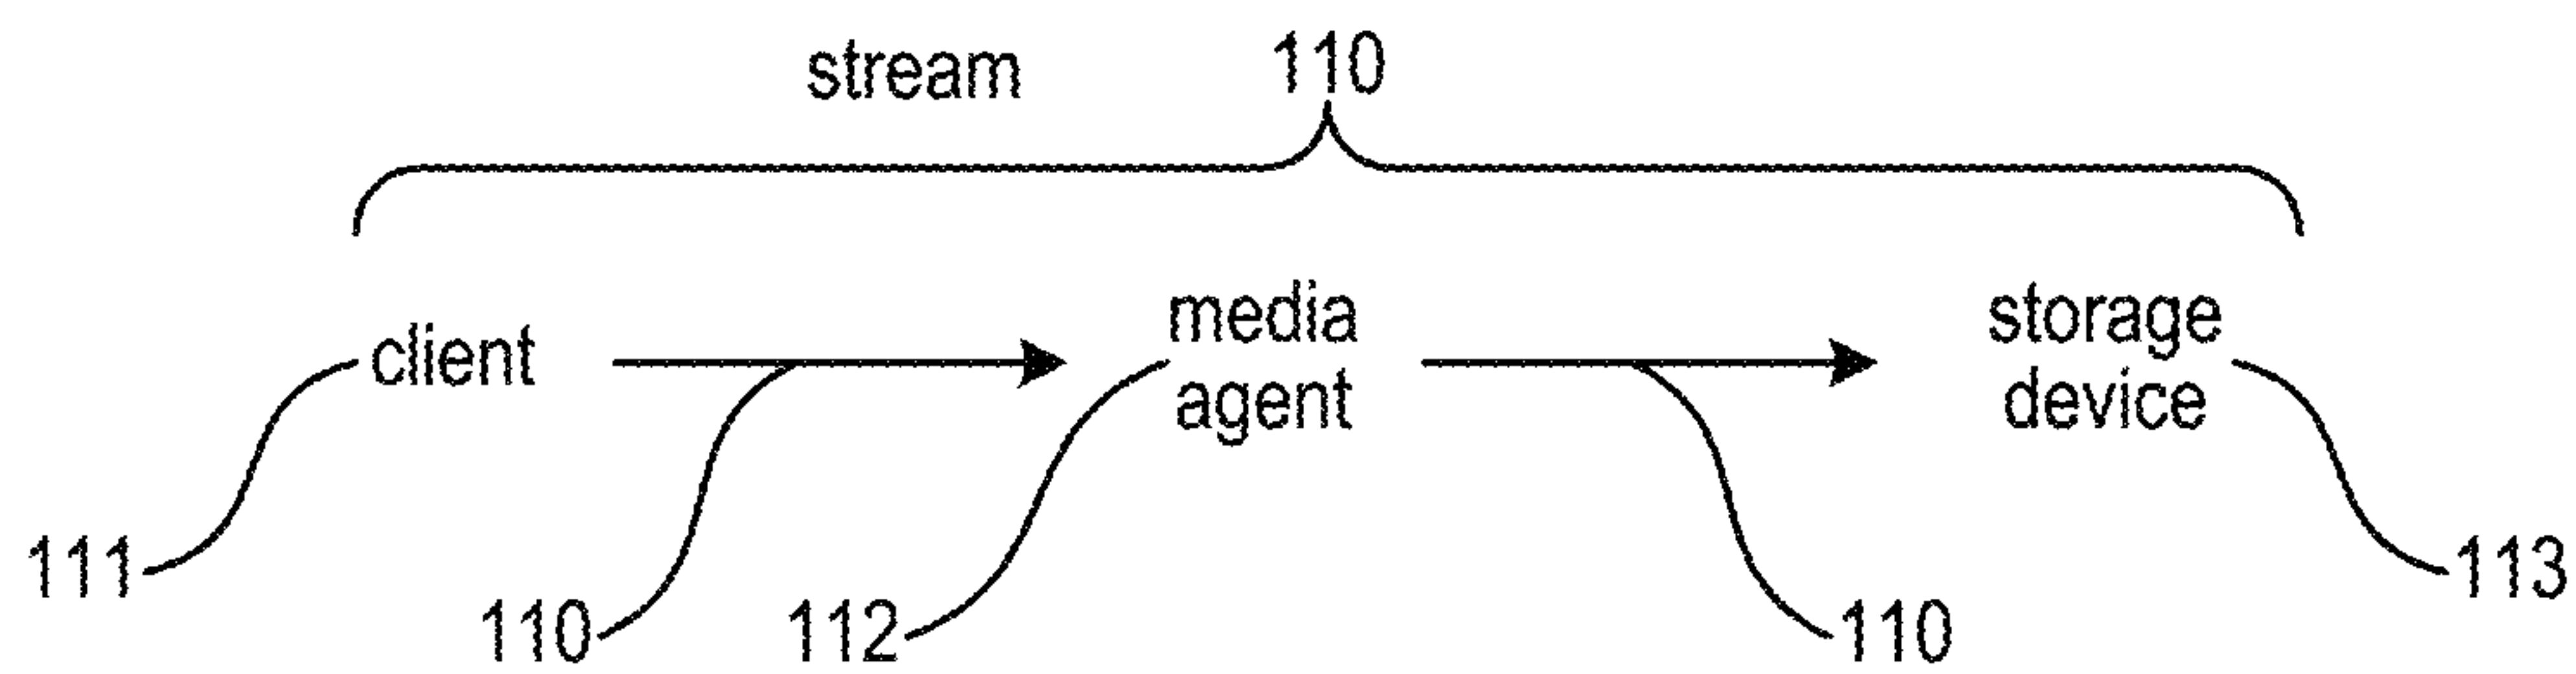 stream 110
client
media
agent
storage
device
111
110
112
110
113